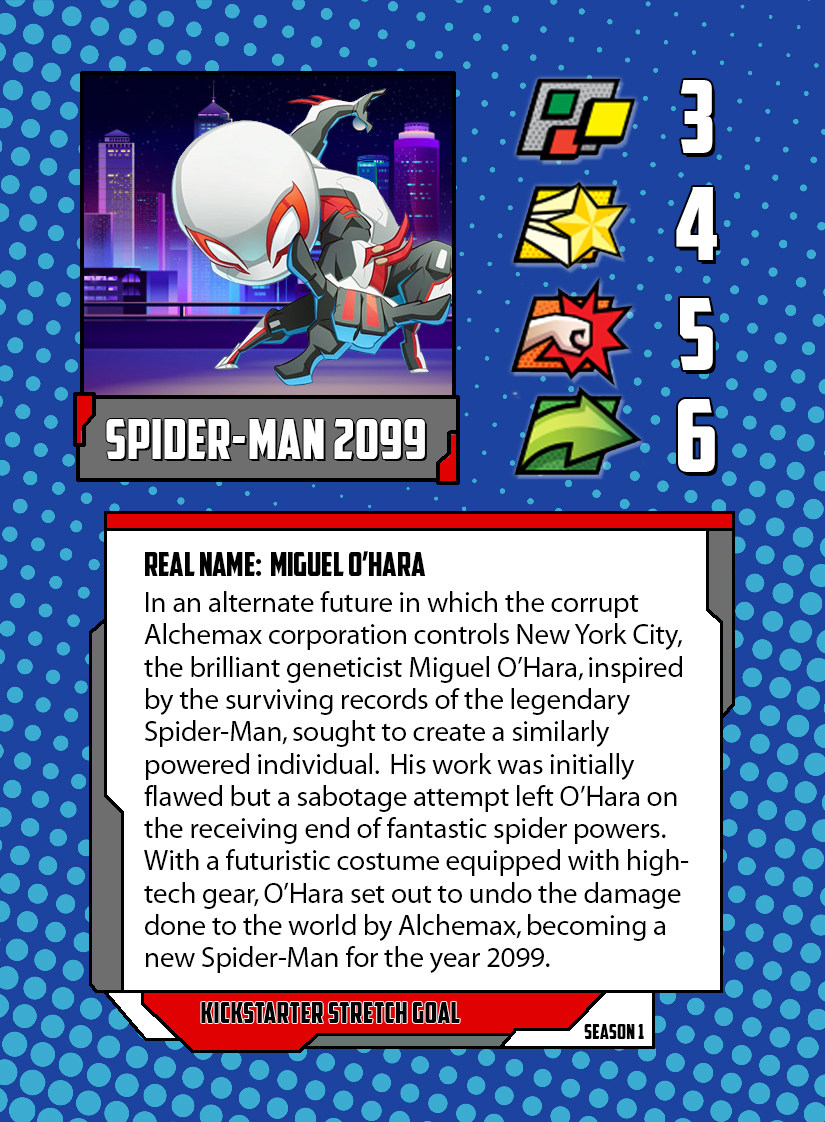 3
4
5
6
SPIDER-MAN 2099
REAL NAME: MIGUEL O’HARA
In an alternate future in which the corrupt
Alchemax corporation controls New York City,
the brilliant geneticist Miguel O’Hara, inspired
by the surviving records of the legendary
Spider-Man, sought to create a similarly
powered individual. His work was initially
flawed but a sabotage attempt left O’Hara on
the receiving end of fantastic spider powers.
With a futuristic costume equipped with high-
tech gear, O’Hara set out to undo the damage
done to the world by Alchemax, becoming a
new Spider-Man for the year 2099.
KICKSTARTER STRETCH GOAL
SEASON 1